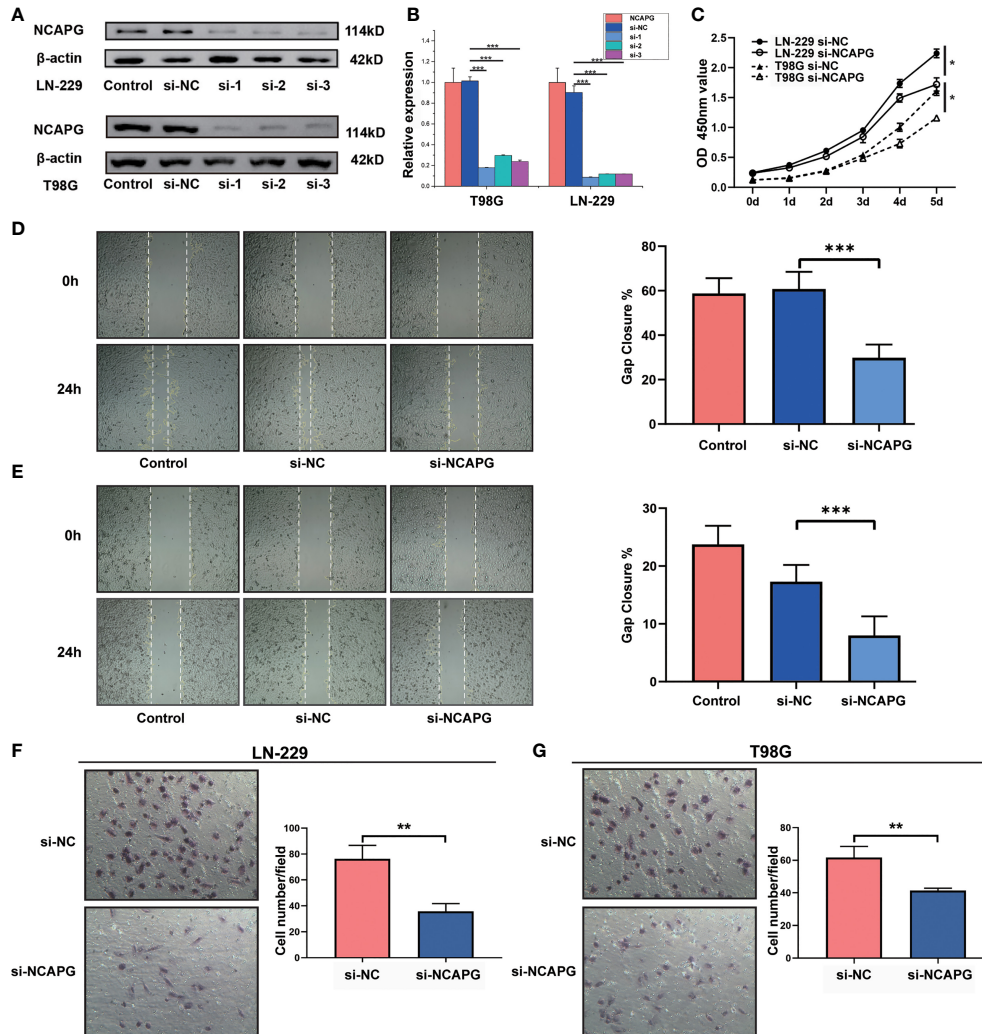 A
NCAPG
114kD
β-actin
42kD
LN-229
Control si-NC si-1 si-2 si-3
NCAPG
114kD
β-actin
42kD
T98G
Control si-NC si-1 si-2 si-3
B
NCAPG
si-NC
si-1
si-2
si-3
Relative expression
1.4
1.2
1.0
0.8
0.6
0.4
0.2
0.0
***
***
***
***
***
***
T98G LN-229
C
LN-229 si-NC
LN-229 si-NCAPG
T98G si-NC
T98G si-NCAPG
OD 450nm value
2.5
2.0
1.5
1.0
0.5
0.0
*
*
0d 1d 2d 3d 4d 5d
D
0h
24h
Control si-NC si-NCAPG
Gap Closure %
80
60
40
20
0
***
Control si-NC si-NCAPG
E
0h
24h
Control si-NC si-NCAPG
Gap Closure %
30
20
10
0
***
Control si-NC si-NCAPG
F
LN-229
si-NC
si-NCAPG
Cell number/field
100
80
60
40
20
0
**
si-NC si-NCAPG
G
T98G
si-NC
si-NCAPG
Cell number/field
80
60
40
20
0
**
si-NC si-NCAPG